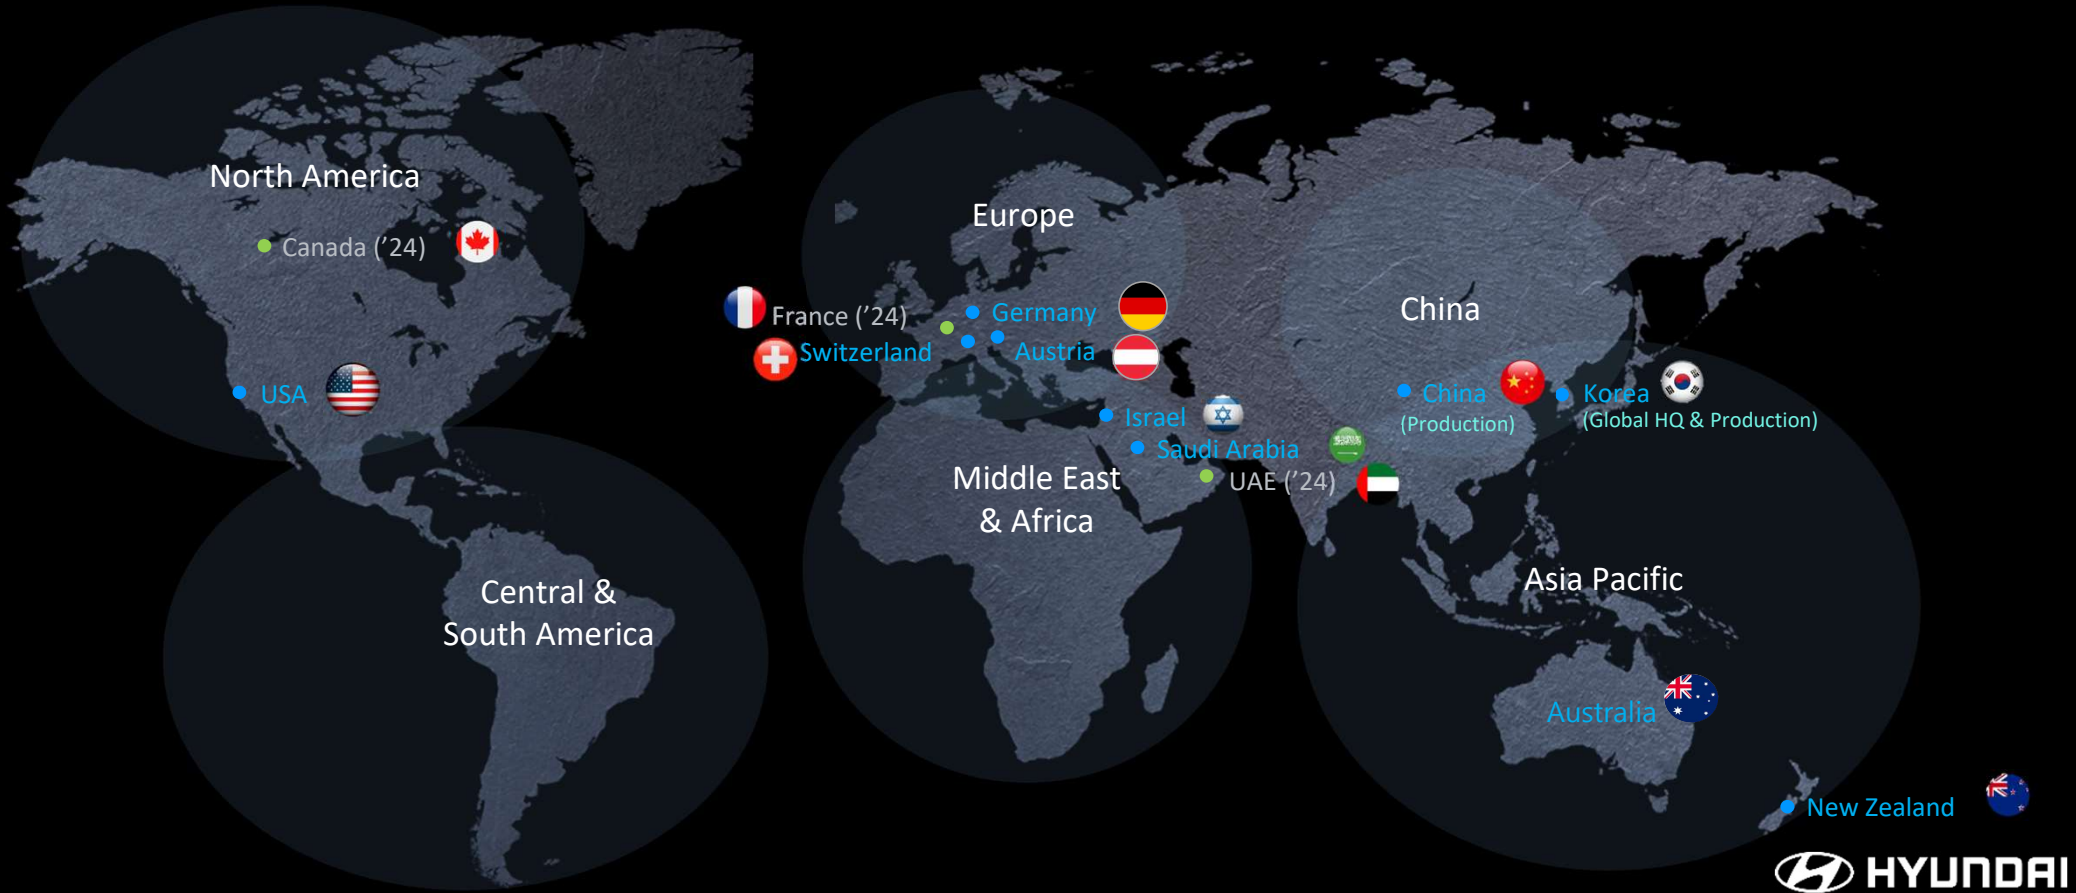 North America
Canada (’24)
USA
Central &
South America
Europe
France (’24)
Switzerland
Germany
Austria
Israel
Saudi Arabia
UAE (’24)
Middle East
& Africa
China
China
(Production)
Korea
(Global HQ & Production)
Asia Pacific
Australia
New Zealand
HYUNDAI